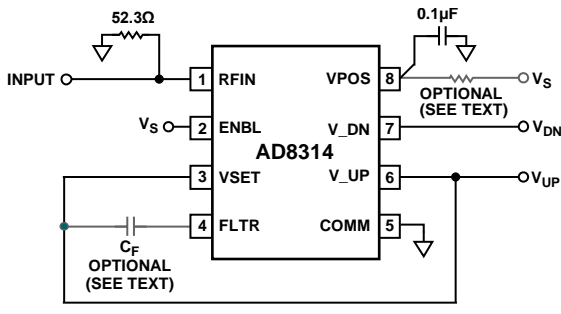 52.3Ω
0.1µF
INPUT
1 RFIN
VPOS 8
VS
OPTIONAL
(SEE TEXT)
VS
2 ENBL
V_DN 7
VDN
AD8314
3 VSET
V_UP 6
VUP
4 FLTR
COMM 5
CF
OPTIONAL
(SEE TEXT)